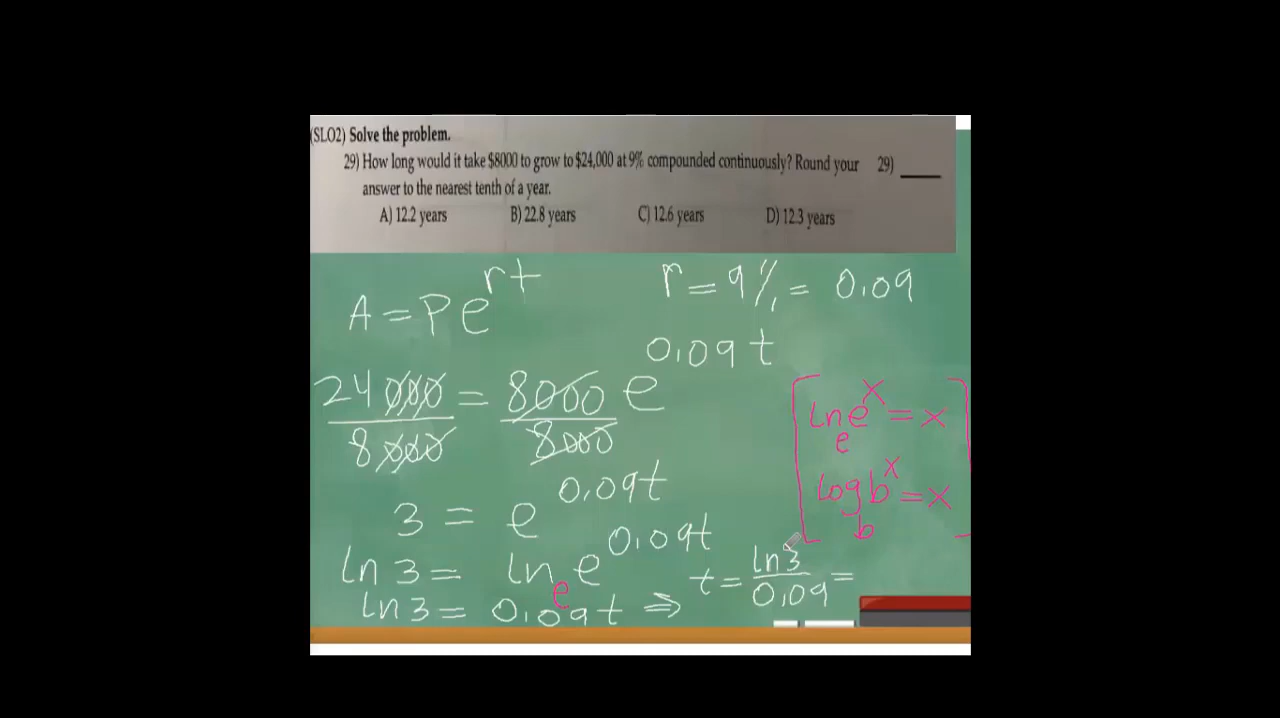 (SLO2) Solve the problem.
29) How long would it take $8000 to grow to $24,000 at 9% compounded continuously? Round your 29) ____
answer to the nearest tenth of a year.
A) 12.2 years B) 22.8 years C) 12.6 years D) 12.3 years
A = Pe^rt r = 9% = 0.09
24000/8000 = 8000/8000 e^0.09t
3 = e^0.09t
ln 3 = ln_e e^0.09t
ln 3 = 0.09t ⇒ t = ln3/0.09 =
[ln_e e^x = x
log_b b^x = x]